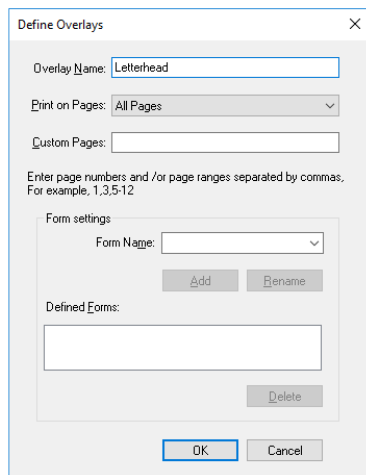 Define Overlays
Overlay Name: Letterhead
Print on Pages: All Pages
Custom Pages:
Enter page numbers and /or page ranges separated by commas,
For example, 1,3,5-12
Form settings
Form Name:
Add Rename
Defined Forms:
Delete
OK Cancel